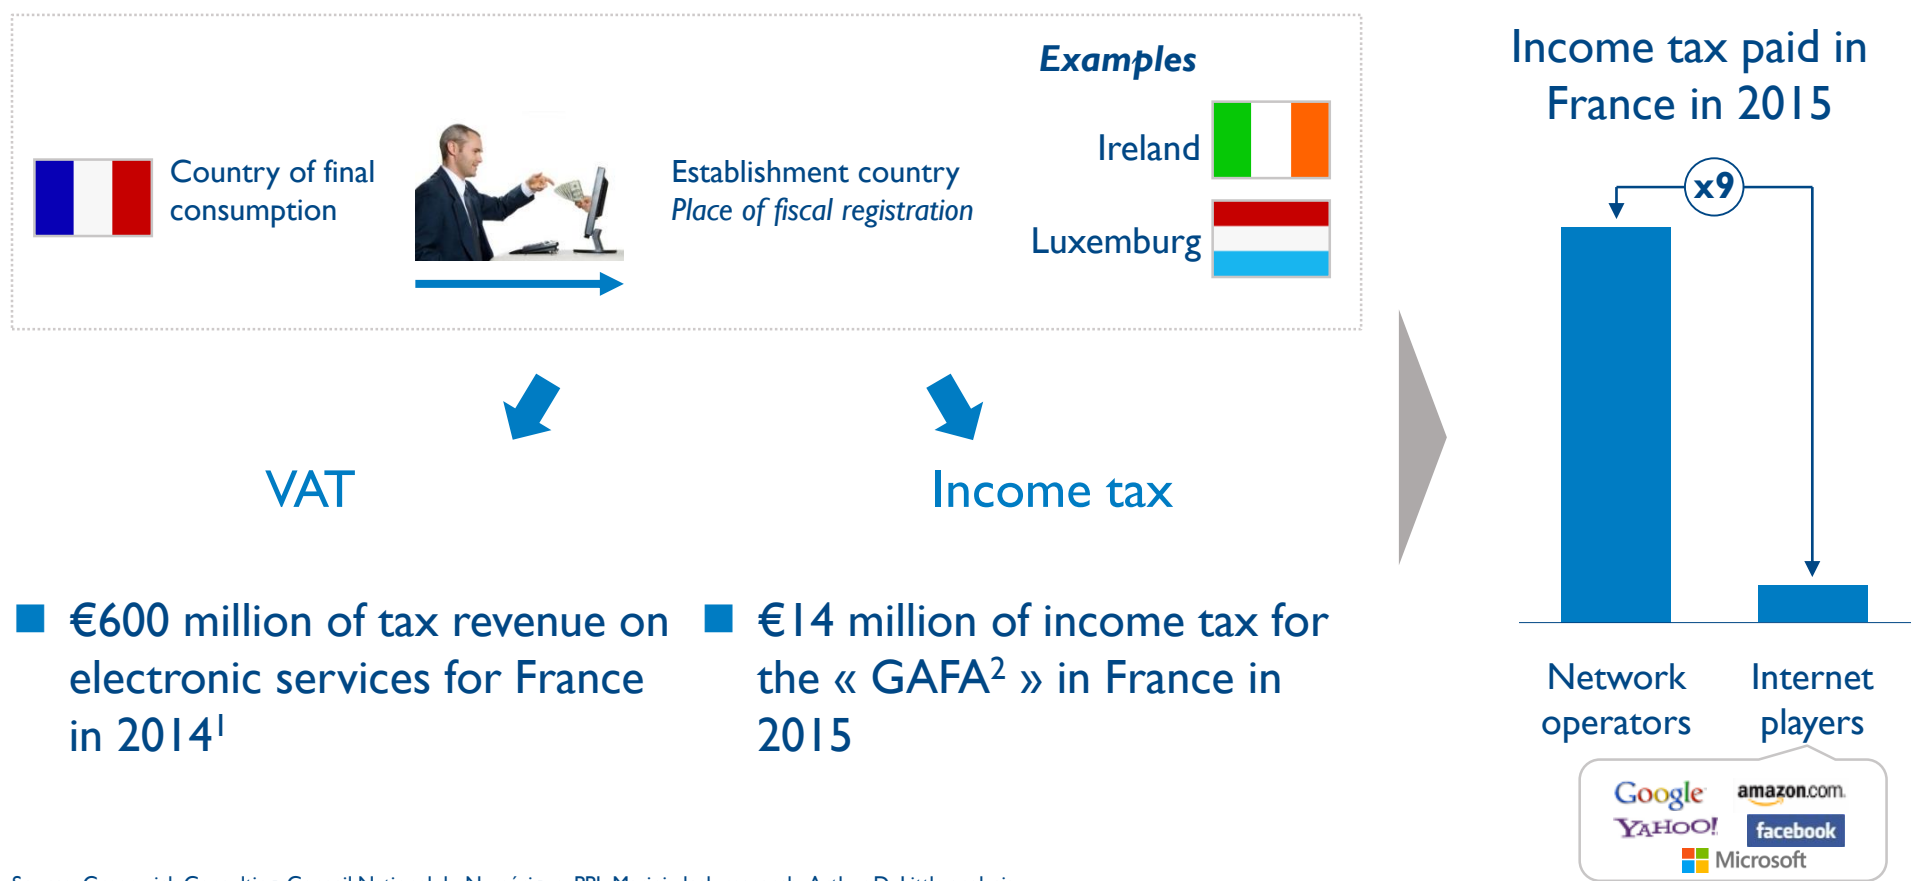 Examples
Country of final
consumption
Establishment country
Place of fiscal registration
Ireland
Luxemburg
VAT
Income tax
■ €600 million of tax revenue on
electronic services for France
in 2014¹
■ €14 million of income tax for
the « GAFA² » in France in
2015
Income tax paid in
France in 2015
x9
Network
operators
Internet
players
Google
amazon.com
YAHOO!
facebook
Microsoft